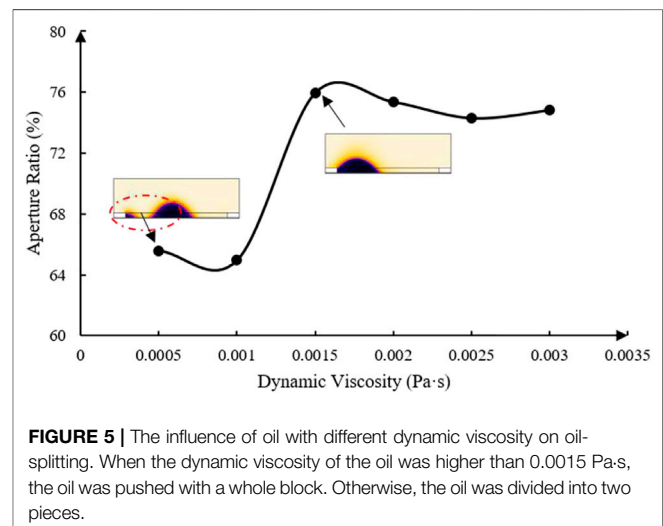 80
76
72
68
64
60
Aperture Ratio (%)
0 0.0005 0.001 0.0015 0.002 0.0025 0.003 0.0035
Dynamic Viscosity (Pa·s)
FIGURE 5 | The influence of oil with different dynamic viscosity on oil-
splitting. When the dynamic viscosity of the oil was higher than 0.0015 Pa·s,
the oil was pushed with a whole block. Otherwise, the oil was divided into two
pieces.